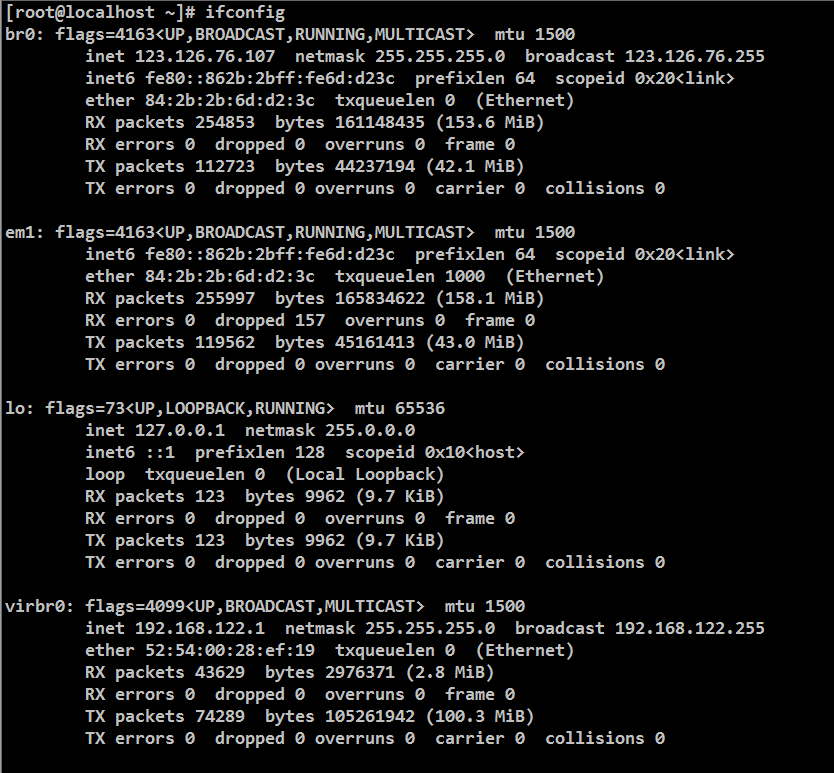 [root@localhost ~]# ifconfig
br0: flags=4163<UP,BROADCAST,RUNNING,MULTICAST>  mtu 1500
        inet 123.126.76.107  netmask 255.255.255.0  broadcast 123.126.76.255
        inet6 fe80::862b:2bff:fe6d:d23c  prefixlen 64  scopeid 0x20<link>
        ether 84:2b:2b:6d:d2:3c  txqueuelen 0  (Ethernet)
        RX packets 254853  bytes 161148435 (153.6 MiB)
        RX errors 0  dropped 0  overruns 0  frame 0
        TX packets 112723  bytes 44237194 (42.1 MiB)
        TX errors 0  dropped 0 overruns 0  carrier 0  collisions 0

em1: flags=4163<UP,BROADCAST,RUNNING,MULTICAST>  mtu 1500
        inet6 fe80::862b:2bff:fe6d:d23c  prefixlen 64  scopeid 0x20<link>
        ether 84:2b:2b:6d:d2:3c  txqueuelen 1000  (Ethernet)
        RX packets 255997  bytes 165834622 (158.1 MiB)
        RX errors 0  dropped 157  overruns 0  frame 0
        TX packets 119562  bytes 45161413 (43.0 MiB)
        TX errors 0  dropped 0 overruns 0  carrier 0  collisions 0

lo: flags=73<UP,LOOPBACK,RUNNING>  mtu 65536
        inet 127.0.0.1  netmask 255.0.0.0
        inet6 ::1  prefixlen 128  scopeid 0x10<host>
        loop  txqueuelen 0  (Local Loopback)
        RX packets 123  bytes 9962 (9.7 KiB)
        RX errors 0  dropped 0  overruns 0  frame 0
        TX packets 123  bytes 9962 (9.7 KiB)
        TX errors 0  dropped 0 overruns 0  carrier 0  collisions 0

virbr0: flags=4099<UP,BROADCAST,MULTICAST>  mtu 1500
        inet 192.168.122.1  netmask 255.255.255.0  broadcast 192.168.122.255
        ether 52:54:00:28:ef:19  txqueuelen 0  (Ethernet)
        RX packets 43629  bytes 2976371 (2.8 MiB)
        RX errors 0  dropped 0  overruns 0  frame 0
        TX packets 74289  bytes 105261942 (100.3 MiB)
        TX errors 0  dropped 0 overruns 0  carrier 0  collisions 0